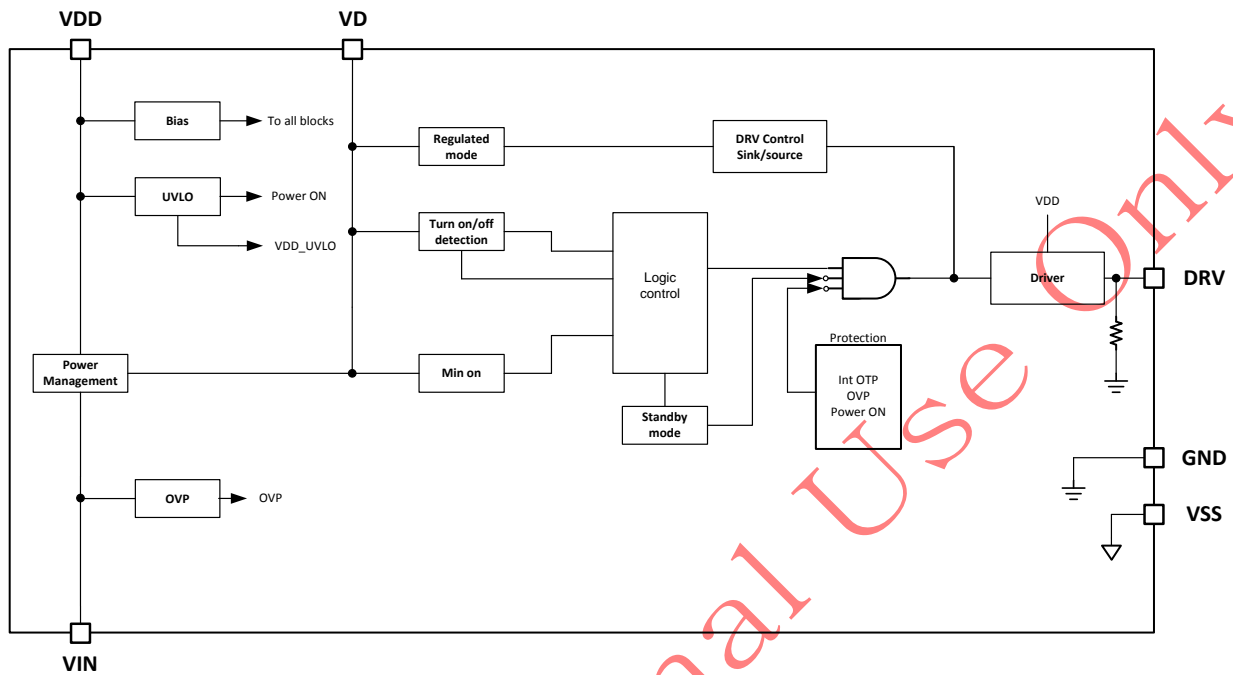 VDD
VD
Bias
To all blocks
Regulated
mode
DRV Control
Sink/source
UVLO
Power ON
VDD_UVLO
Turn on/off
detection
Logic
control
VDD
Driver
DRV
Power
Management
Min on
Standby
mode
Protection
Int OTP
OVP
Power ON
GND
VSS
OVP
OVP
VIN
nal Use Only